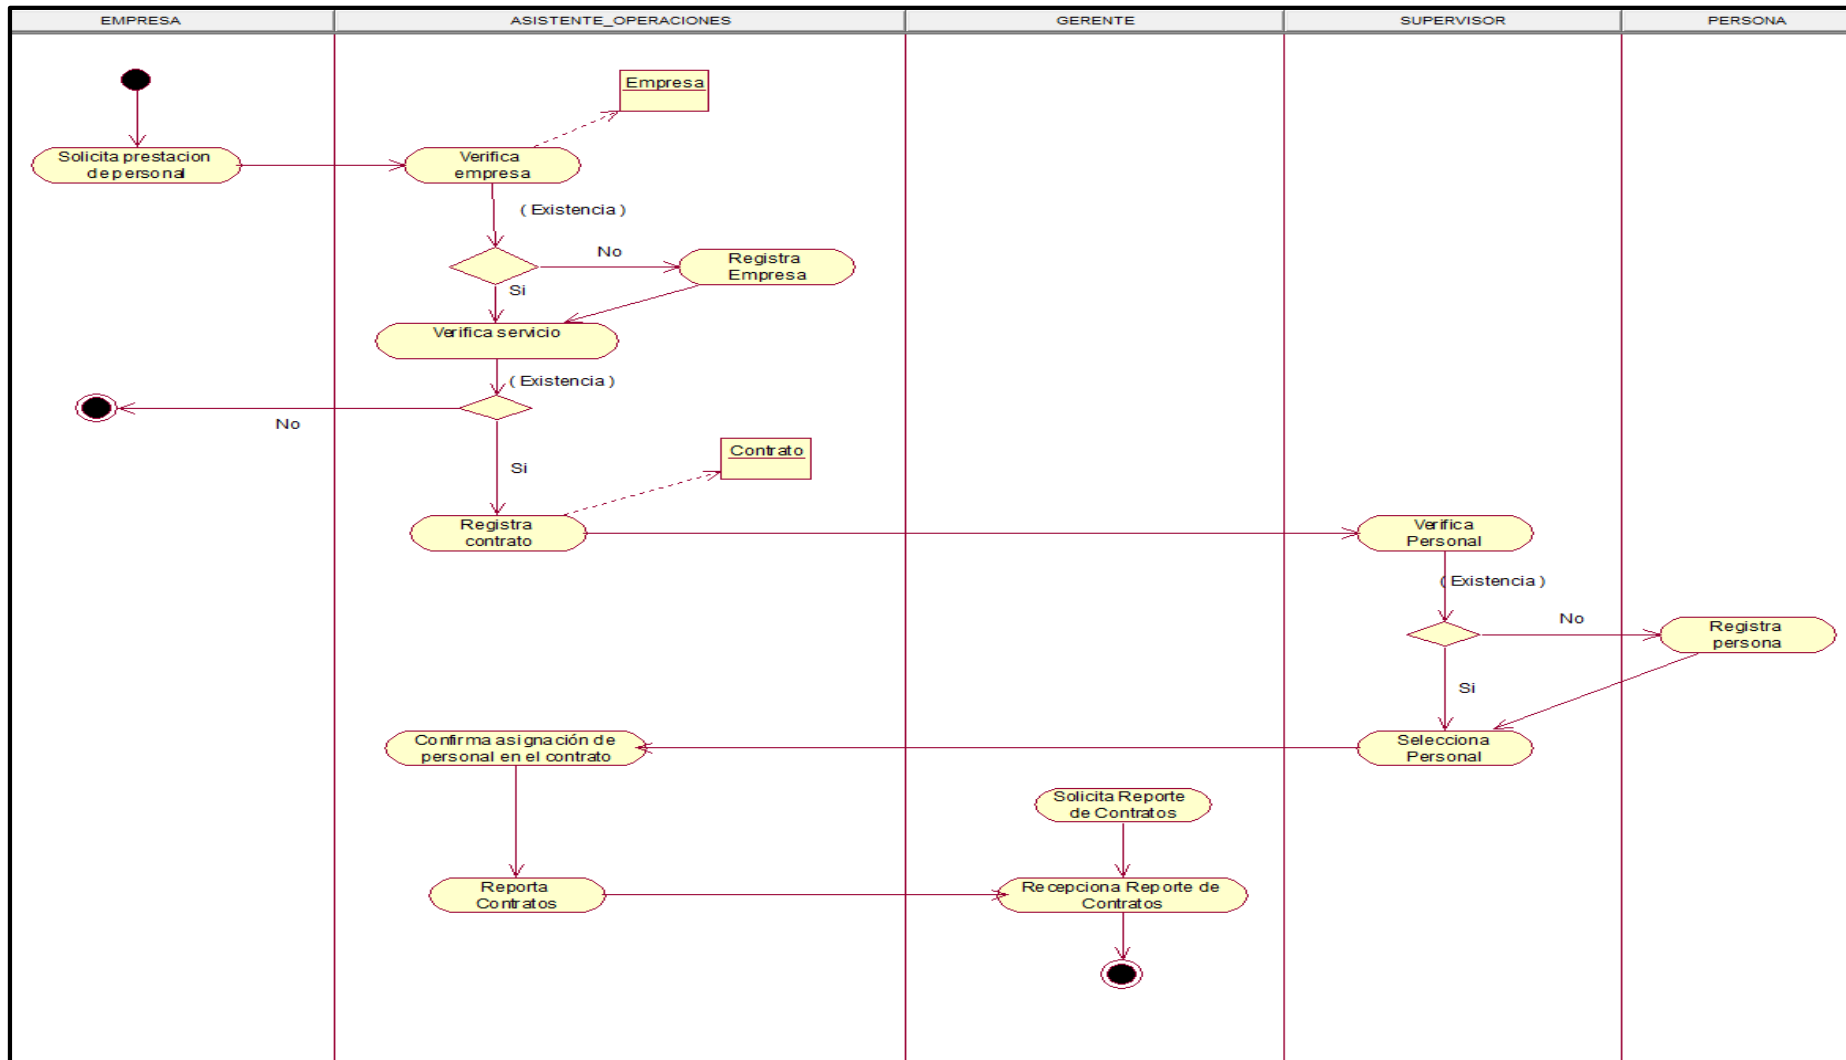 EMPRESA
ASISTENTE_OPERACIONES
GERENTE
SUPERVISOR
PERSONA
Empresa
Solicita prestacion
de personal
Verifica
empresa
( Existencia )
No
Registra
Empresa
Si
Verifica servicio
( Existencia )
No
Si
Contrato
Registra
contrato
Verifica
Personal
( Existencia )
No
Registra
persona
Si
Confirma asignación de
personal en el contrato
Selecciona
Personal
Solicita Reporte
de Contratos
Reporta
Contratos
Recepciona Reporte de
Contratos